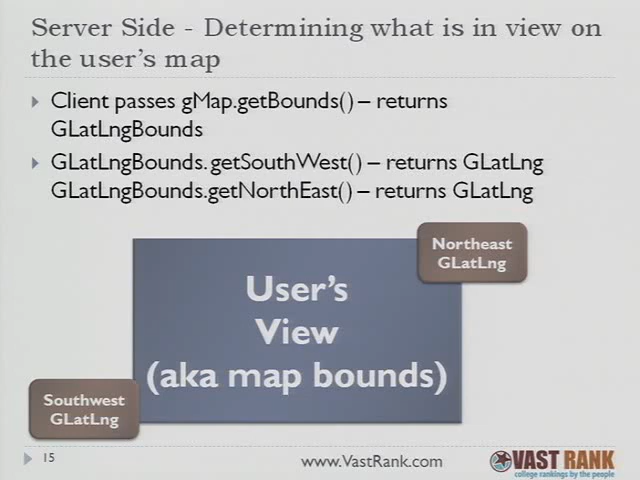 Server Side - Determining what is in view on
the user's map
Client passes gMap.getBounds() – returns
GLatLngBounds
GLatLngBounds.getSouthWest() – returns GLatLng
GLatLngBounds.getNorthEast() – returns GLatLng
Northeast
GLatLng
User's
View
(aka map bounds)
Southwest
GLatLng
15
www.VastRank.com
VAST RANK
college rankings by the people